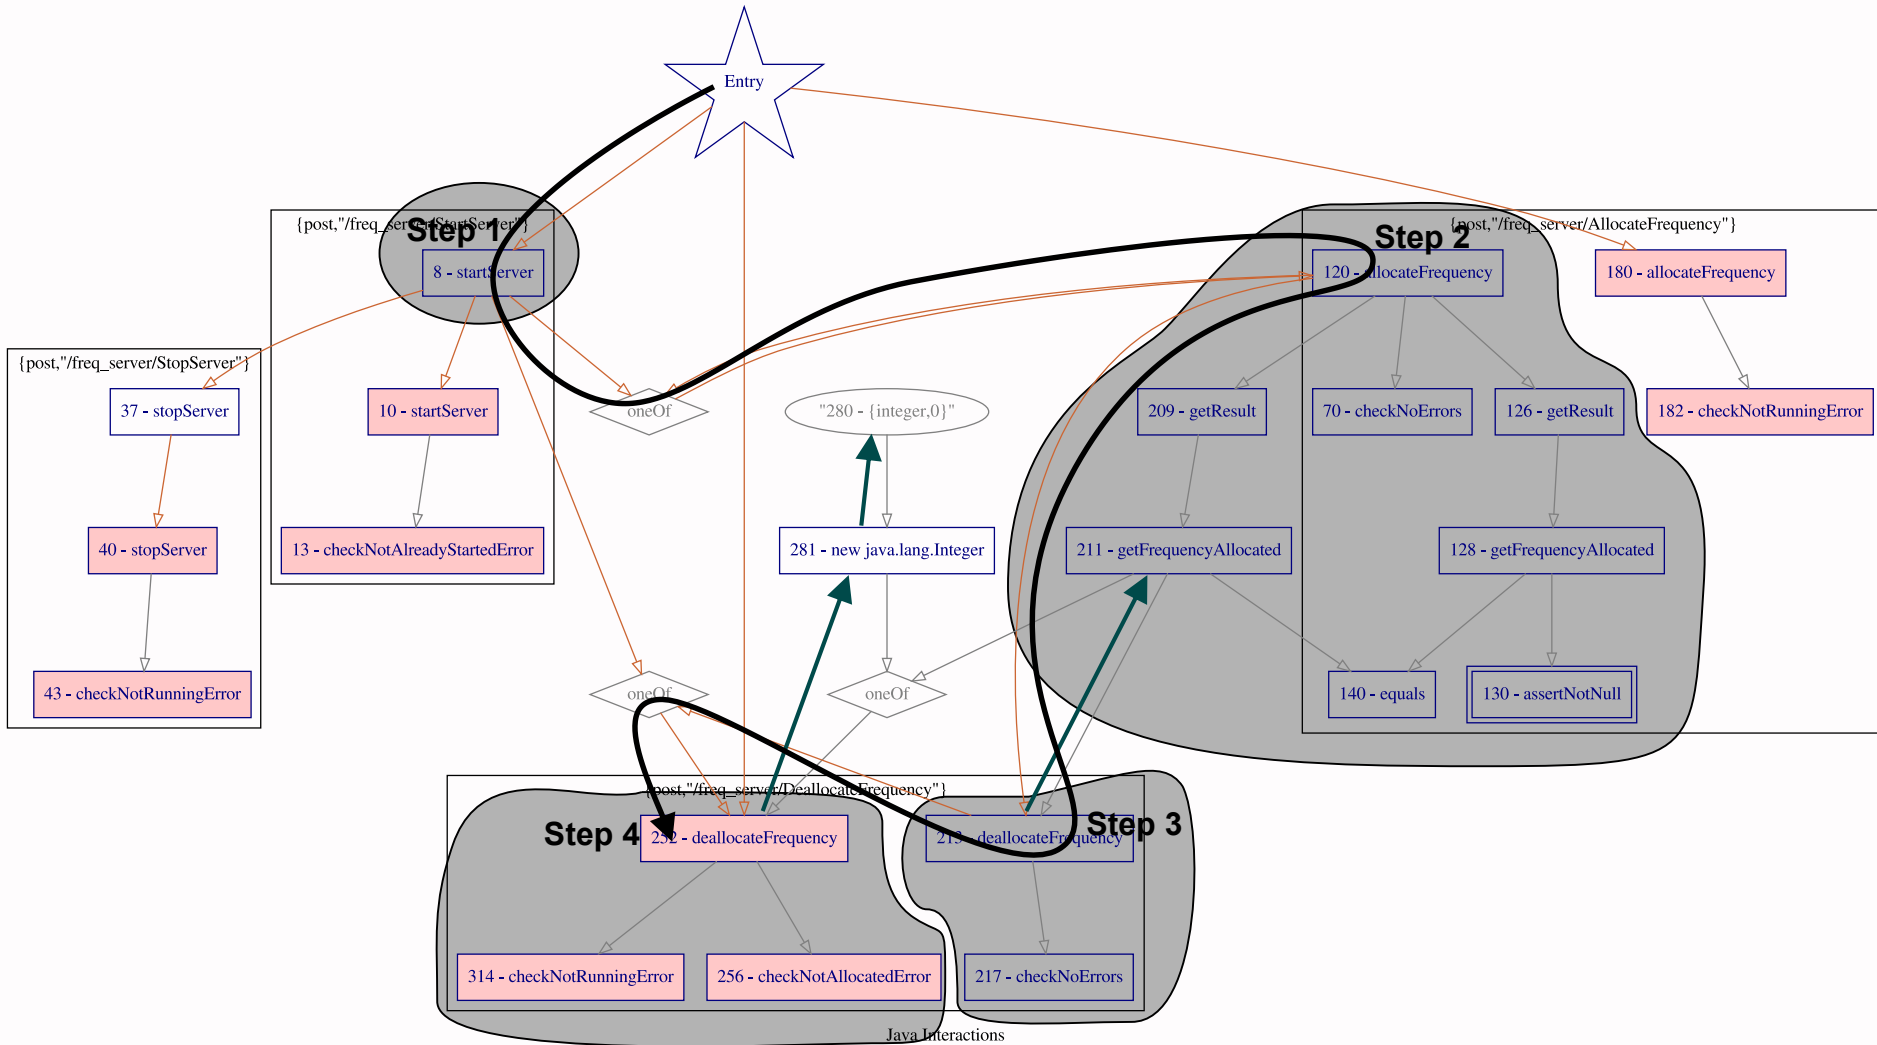 Entry
{post,"/freq_server/StartServer"}
Step 1
8 - startServer
{post,"/freq_server/AllocateFrequency"}
Step 2
120 - allocateFrequency
180 - allocateFrequency
{post,"/freq_server/StopServer"}
37 - stopServer
10 - startServer
oneOf
"280 - {integer,0}"
209 - getResult
70 - checkNoErrors
126 - getResult
182 - checkNotRunningError
40 - stopServer
13 - checkNotAlreadyStartedError
281 - new java.lang.Integer
211 - getFrequencyAllocated
128 - getFrequencyAllocated
43 - checkNotRunningError
oneOf
oneOf
140 - equals
130 - assertNotNull
{post,"/freq_server/DeallocateFrequency"}
Step 4
252 - deallocateFrequency
213 - deallocateFrequency
Step 3
314 - checkNotRunningError
256 - checkNotAllocatedError
217 - checkNoErrors
Java Interactions